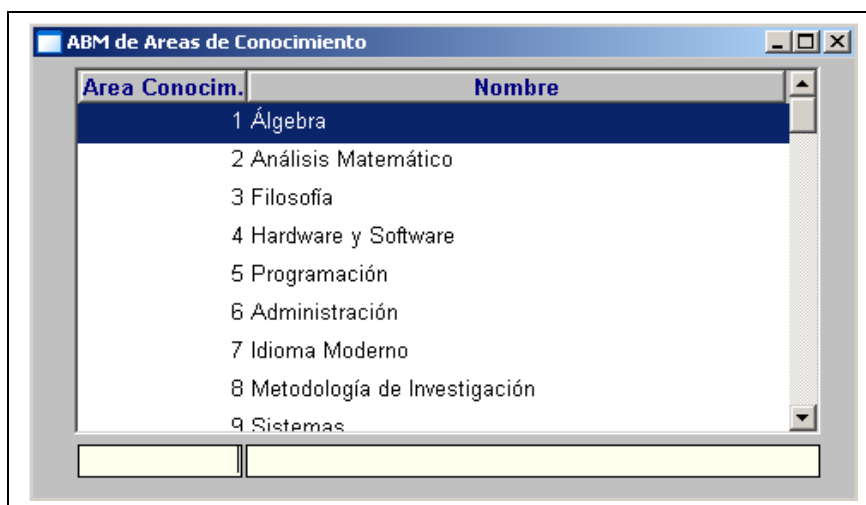 ABM de Areas de Conocimiento
Area Conocim. Nombre
1 Álgebra
2 Análisis Matemático
3 Filosofía
4 Hardware y Software
5 Programación
6 Administración
7 Idioma Moderno
8 Metodología de Investigación
9 Sistemas